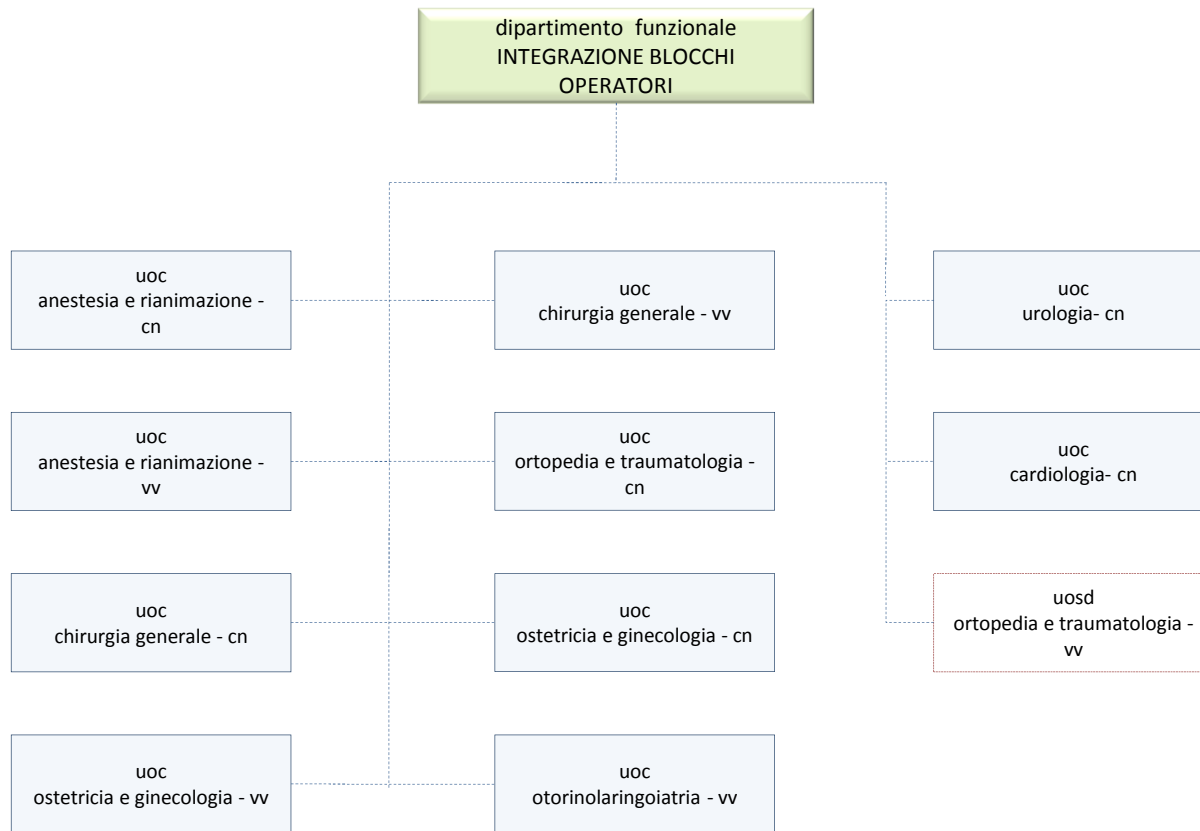 dipartimento funzionale
INTEGRAZIONE BLOCCHI
OPERATORI
uoc
anestesia e rianimazione -
cn
uoc
chirurgia generale - vv
uoc
urologia- cn
uoc
anestesia e rianimazione -
vv
uoc
ortopedia e traumatologia -
cn
uoc
cardiologia- cn
uoc
chirurgia generale - cn
uoc
ostetricia e ginecologia - cn
uosd
ortopedia e traumatologia -
vv
uoc
ostetricia e ginecologia - vv
uoc
otorinolaringoiatria - vv